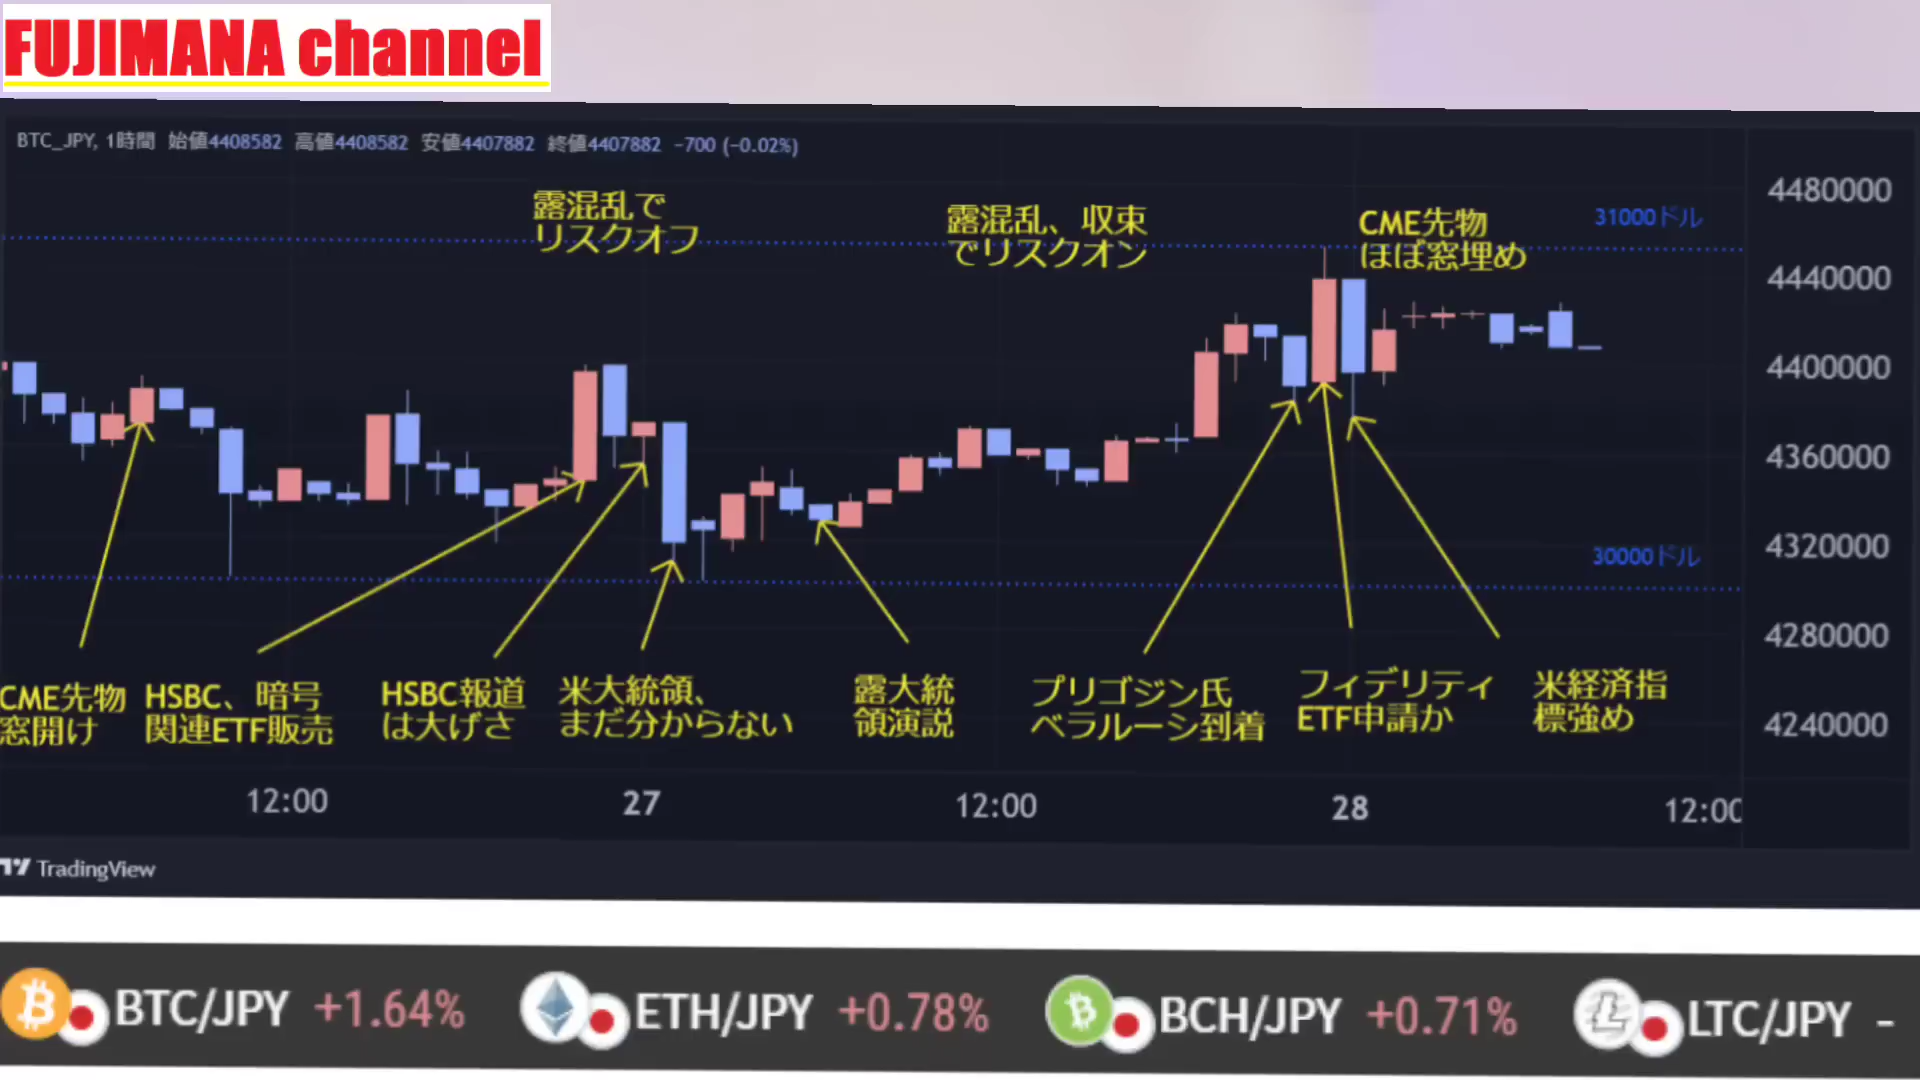 FUJIMANA channel
BTC_JPY, 1時間 始値4408582 高値4408582 安値4407882 終値4407882 -700 (-0.02%)
露混乱で
リスクオフ
露混乱、収束
でリスクオン
CME先物
ほぼ窓埋め
31000ドル
30000ドル
4480000
4440000
4400000
4360000
4320000
4280000
4240000
CME先物
窓開け
HSBC、暗号
関連ETF販売
HSBC報道
は大げさ
米大統領、
まだ分からない
露大統
領演説
プリゴジン氏
ベラルーシ到着
フィデリティ
ETF申請か
米経済指
標強め
12:00
27
12:00
28
12:00
TradingView
BTC/JPY +1.64%
ETH/JPY +0.78%
BCH/JPY +0.71%
LTC/JPY -